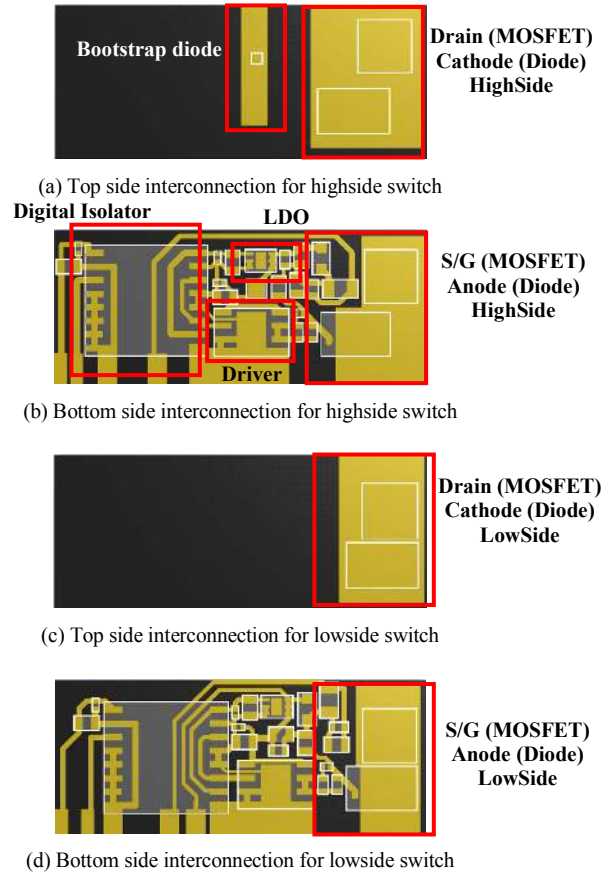 Bootstrap diode
Drain (MOSFET)
Cathode (Diode)
HighSide
(a) Top side interconnection for highside switch
Digital Isolator
LDO
S/G (MOSFET)
Anode (Diode)
HighSide
Driver
(b) Bottom side interconnection for highside switch
Drain (MOSFET)
Cathode (Diode)
LowSide
(c) Top side interconnection for lowside switch
S/G (MOSFET)
Anode (Diode)
LowSide
(d) Bottom side interconnection for lowside switch